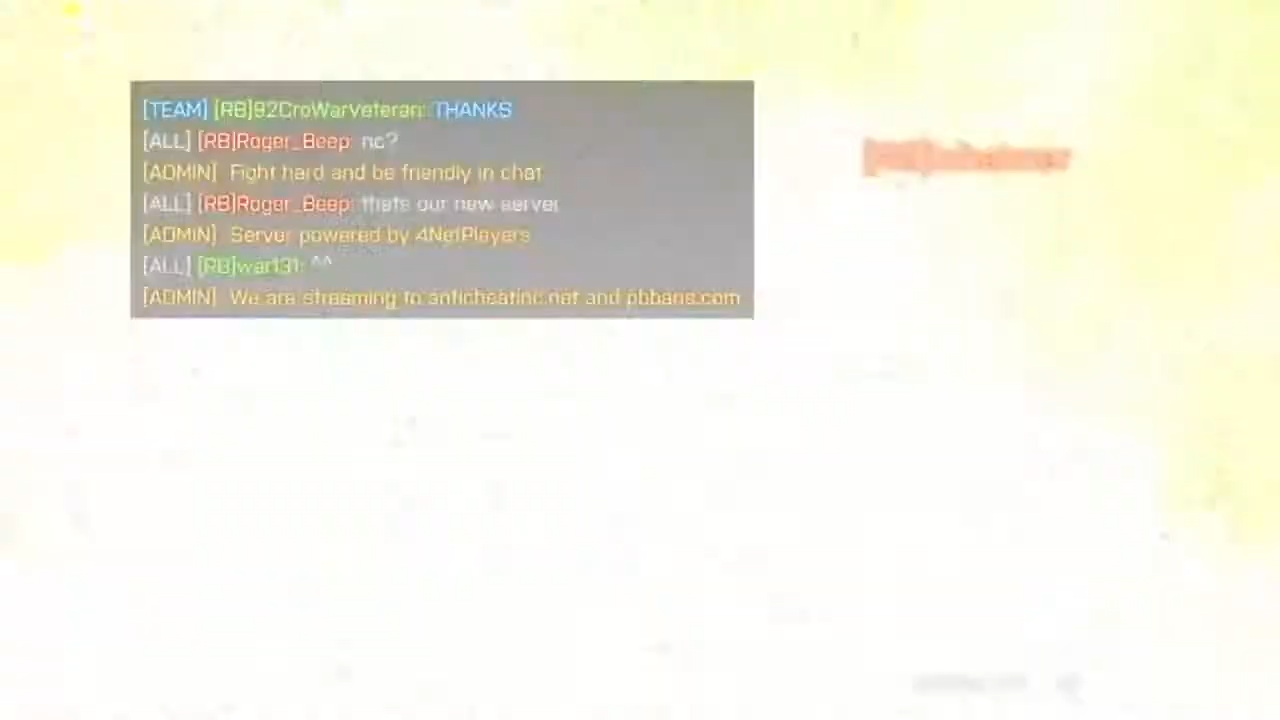 [TEAM] [RB]92CroWarVeteran: THANKS
[ALL] [RB]Roger_Beep: nc?
[ADMIN] Fight hard and be friendly in chat
[ALL] [RB]Roger_Beep: thats our new server
[ADMIN] Server powered by 4NetPlayers
[ALL] [RB]war131: ^^
[ADMIN] We are streaming to anticheatinc.net and pbbans.com